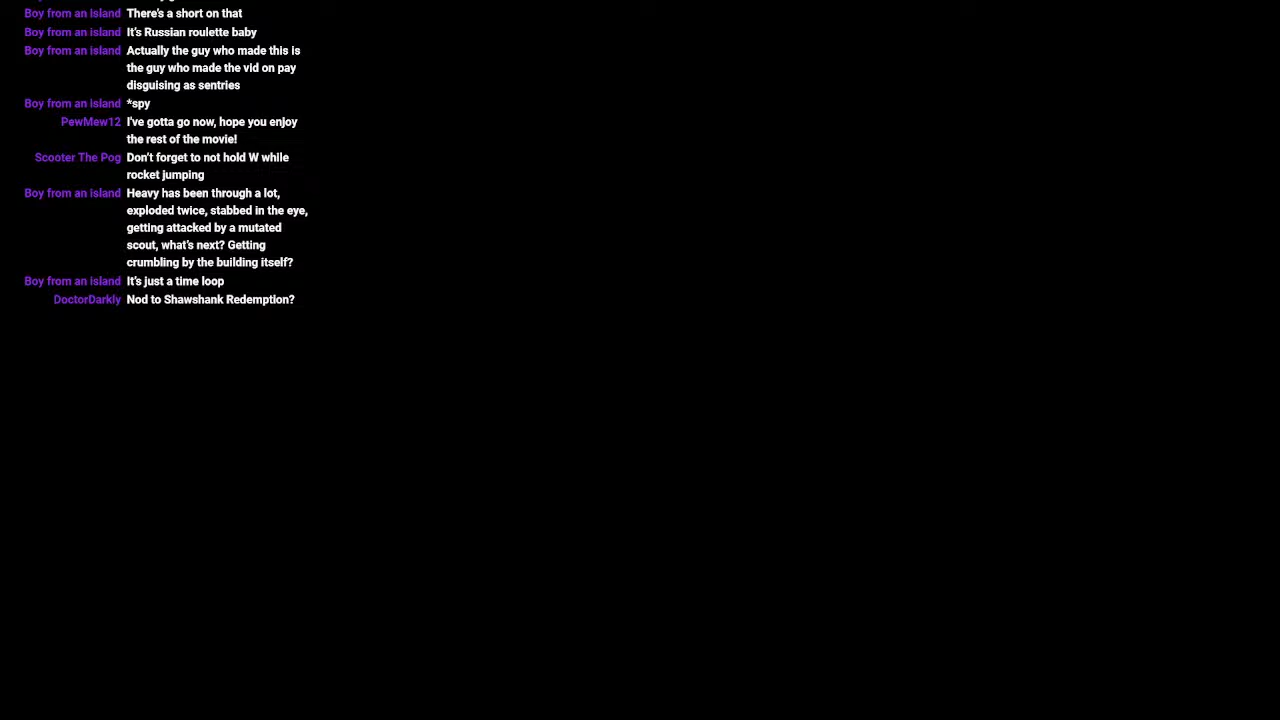 Boy from an island There's a short on that
Boy from an island It's Russian roulette baby
Boy from an island Actually the guy who made this is
the guy who made the vid on pay
disguising as sentries
Boy from an island *spy
PewMew12 I've gotta go now, hope you enjoy
the rest of the movie!
Scooter The Pog Don't forget to not hold W while
rocket jumping
Boy from an island Heavy has been through a lot,
exploded twice, stabbed in the eye,
getting attacked by a mutated
scout, what's next? Getting
crumbling by the building itself?
Boy from an island It's just a time loop
DoctorDarkly Nod to Shawshank Redemption?